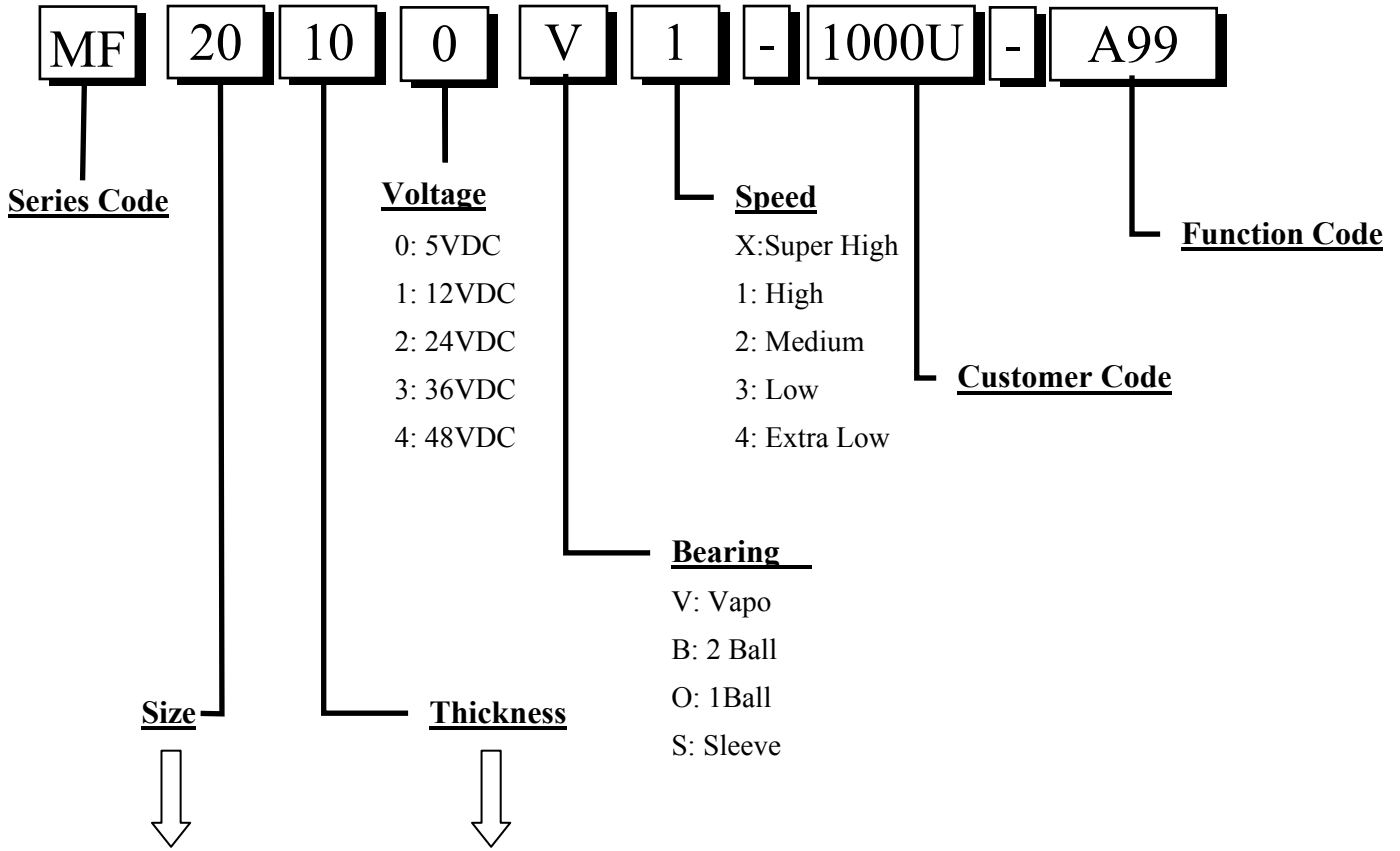 MF 20 10 0 V 1 - 1000U - A99
Series Code
Voltage
0: 5VDC
1: 12VDC
2: 24VDC
3: 36VDC
4: 48VDC
Speed
X:Super High
1: High
2: Medium
3: Low
4: Extra Low
Function Code
Customer Code
Bearing
V: Vapo
B: 2 Ball
O: 1Ball
S: Sleeve
Size
Thickness